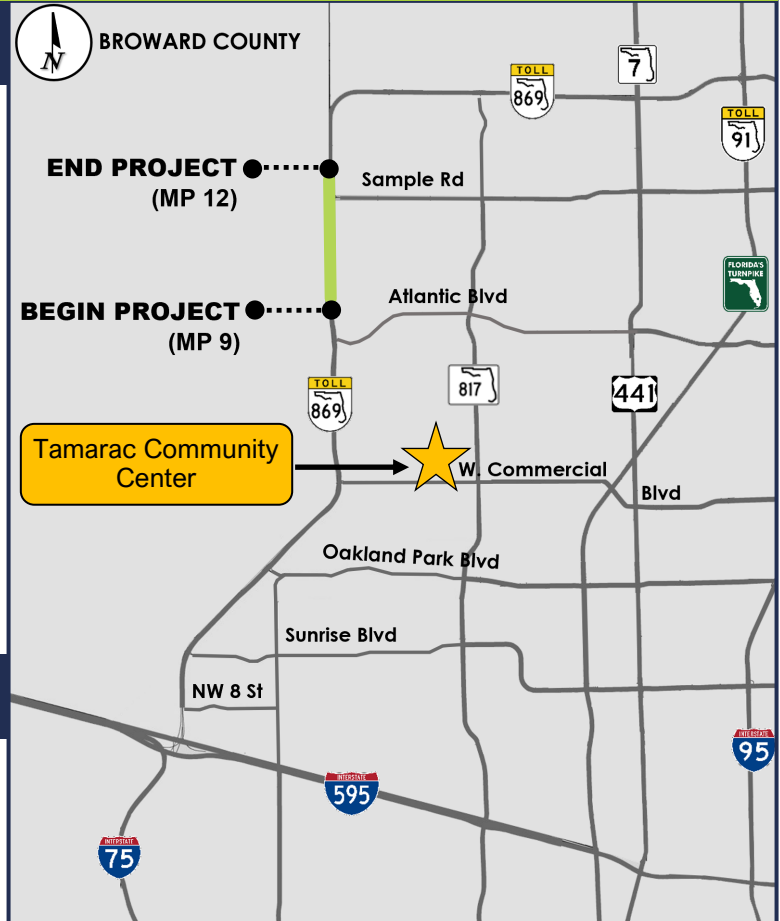 N
BROWARD COUNTY
7
TOLL
869
TOLL
91
END PROJECT
(MP 12)
Sample Rd
FLORIDA'S
TURNPIKE
BEGIN PROJECT
(MP 9)
Atlantic Blvd
TOLL
869
817
441
Tamarac Community
Center
W. Commercial
Blvd
Oakland Park Blvd
Sunrise Blvd
NW 8 St
INTERSTATE
95
INTERSTATE
595
INTERSTATE
75